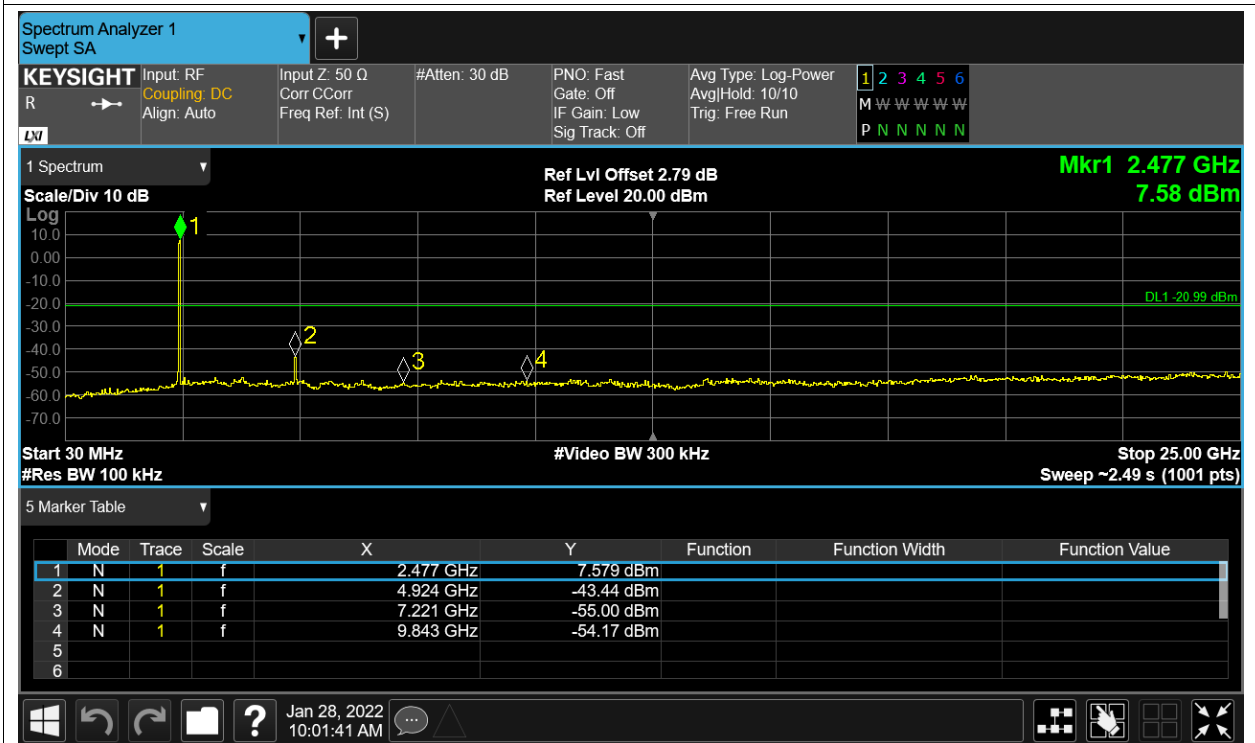 Spectrum Analyzer 1
Swept SA
KEYSIGHT
R
LXI
Input: RF
Coupling: DC
Align: Auto
Input Z: 50 Ω
Corr CCorr
Freq Ref: Int (S)
#Atten: 30 dB
PNO: Fast
Gate: Off
IF Gain: Low
Sig Track: Off
Avg Type: Log-Power
Avg|Hold: 10/10
Trig: Free Run
1 2 3 4 5 6
M W W W W W
P N N N N N
1 Spectrum
Scale/Div 10 dB
Ref Lvl Offset 2.79 dB
Ref Level 20.00 dBm
Mkr1 2.477 GHz
7.58 dBm
Log
10.0
0.00
-10.0
-20.0
-30.0
-40.0
-50.0
-60.0
-70.0
1
2
3
4
DL1 -20.99 dBm
Start 30 MHz
#Res BW 100 kHz
#Video BW 300 kHz
Stop 25.00 GHz
Sweep ~2.49 s (1001 pts)
5 Marker Table
Mode Trace Scale X Y Function Function Width Function Value
1 N 1 f 2.477 GHz 7.579 dBm
2 N 1 f 4.924 GHz -43.44 dBm
3 N 1 f 7.221 GHz -55.00 dBm
4 N 1 f 9.843 GHz -54.17 dBm
5
6
?
Jan 28, 2022
10:01:41 AM